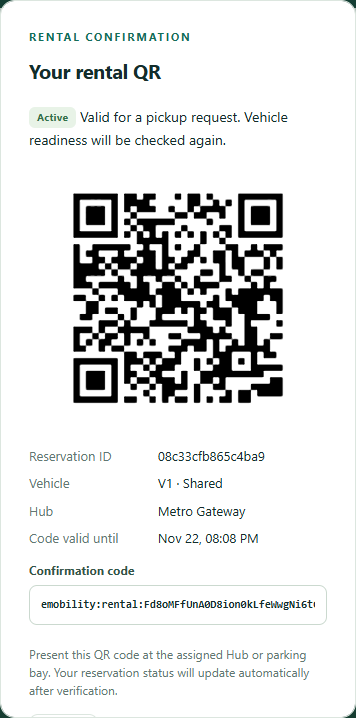 RENTAL CONFIRMATION
Your rental QR
Active Valid for a pickup request. Vehicle
readiness will be checked again.
Reservation ID 08c33cfb865c4ba9
Vehicle V1 · Shared
Hub Metro Gateway
Code valid until Nov 22, 08:08 PM
Confirmation code
emobility:rental:Fd8oMFfUnA0D8ion0kLfeWwgNi6t
Present this QR code at the assigned Hub or parking
bay. Your reservation status will update automatically
after verification.